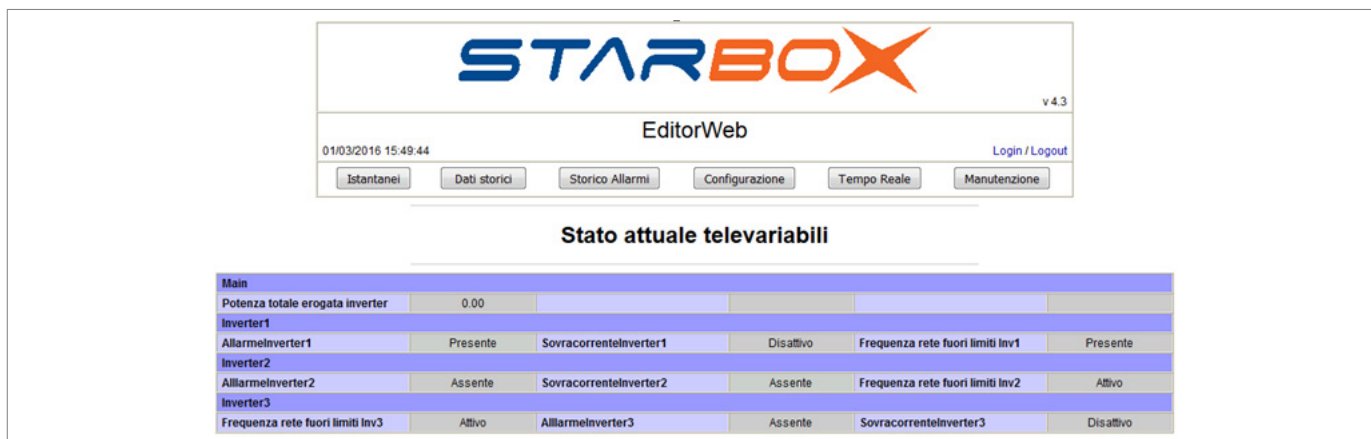 STARBOX
v 4.3
EditorWeb
01/03/2016 15:49:44 Login / Logout
Istantanei Dati storici Storico Allarmi Configurazione Tempo Reale Manutenzione
Stato attuale televariabili
Main
Potenza totale erogata inverter 0.00
Inverter1
AllarmeInverter1 Presente SovracorrenteInverter1 Disattivo Frequenza rete fuori limiti Inv1 Presente
Inverter2
AlllarmeInverter2 Assente SovracorrenteInverter2 Assente Frequenza rete fuori limiti Inv2 Attivo
Inverter3
Frequenza rete fuori limiti Inv3 Attivo AlllarmeInverter3 Assente SovracorrenteInverter3 Disattivo